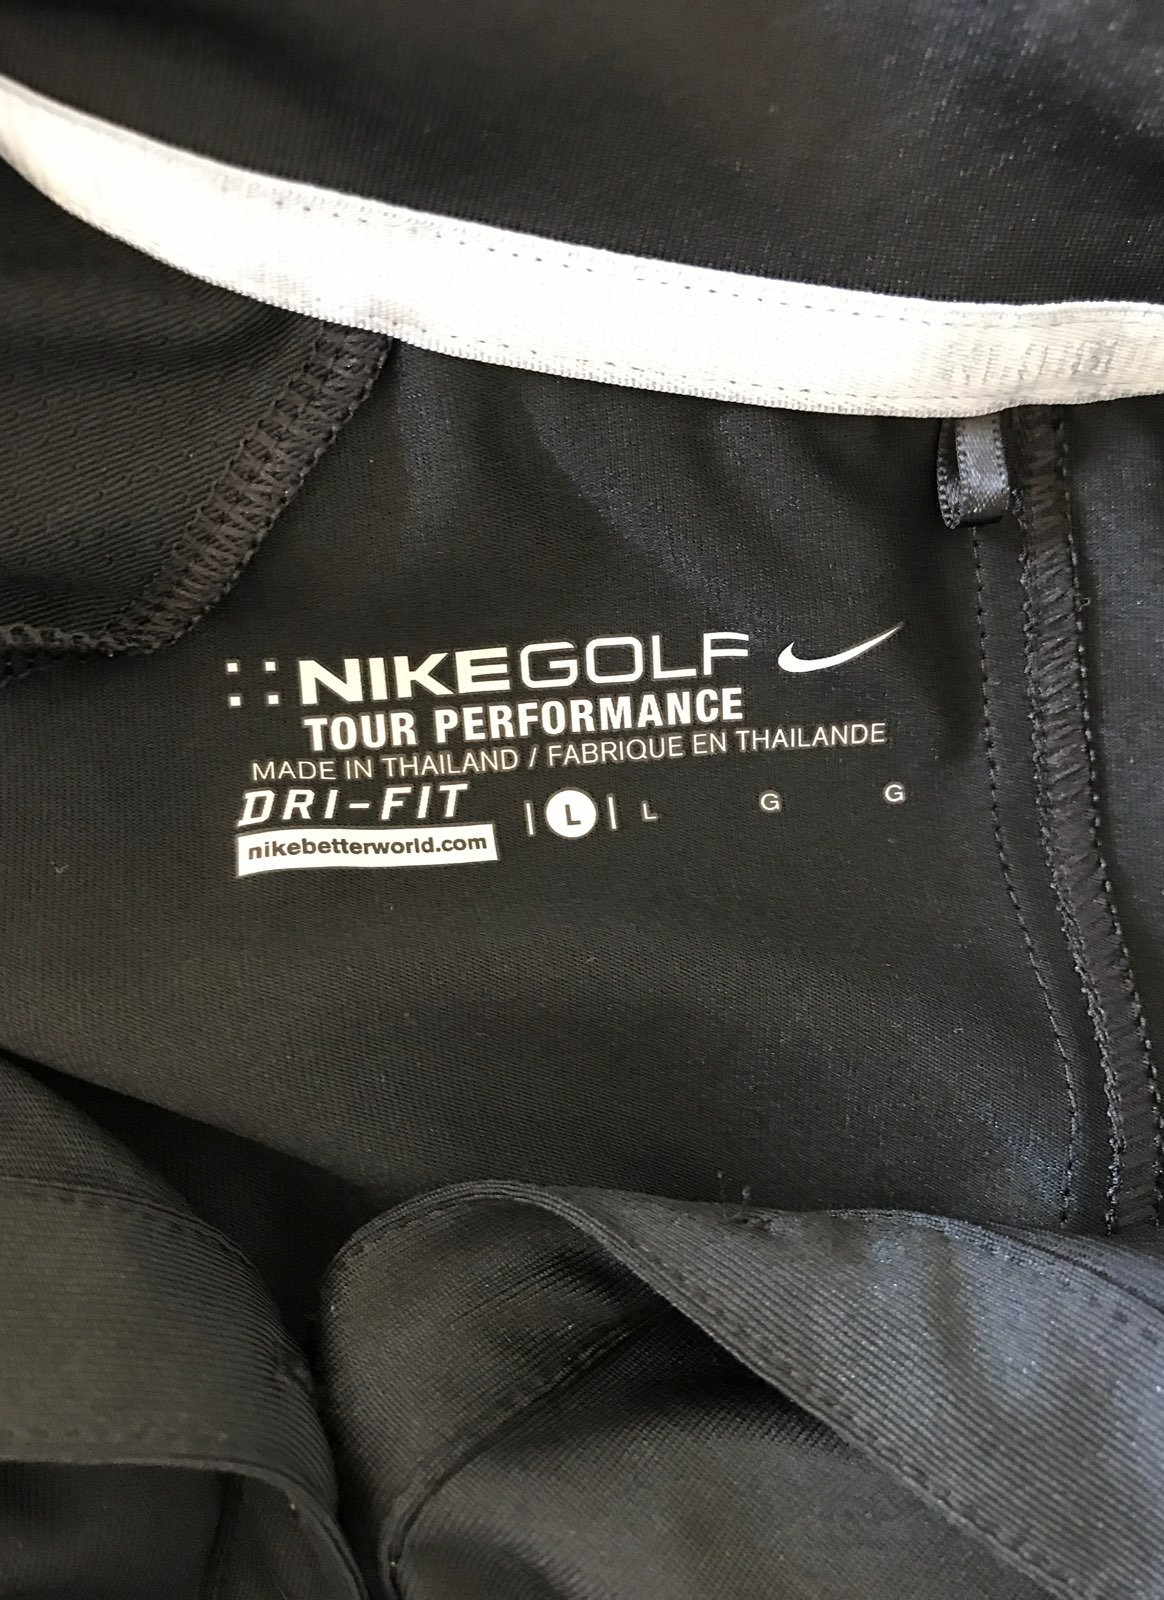 NIKEGOLF
TOUR PERFORMANCE
MADE IN THAILAND / FABRIQUE EN THAILANDE
DRI-FIT | L | L G G
nikebetterworld.com